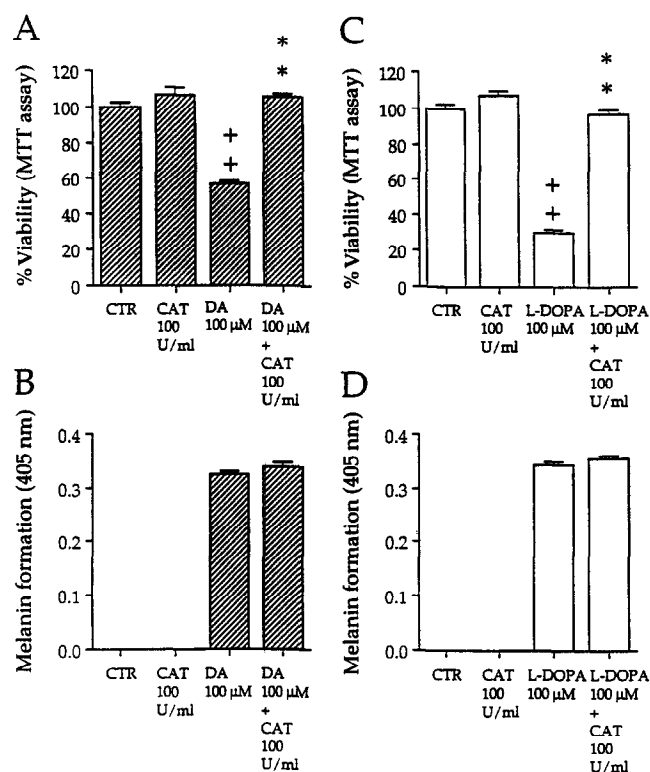 A
% Viability (MTT assay)
120
100
80
60
40
20
0
* *
+ +
CTR
CAT 100 U/ml
DA 100 μM
DA 100 μM + CAT 100 U/ml
C
% Viability (MTT assay)
120
100
80
60
40
20
0
* *
+ +
CTR
CAT 100 U/ml
L-DOPA 100 μM
L-DOPA 100 μM + CAT 100 U/ml
B
Melanin formation (405 nm)
0.4
0.3
0.2
0.1
0.0
CTR
CAT 100 U/ml
DA 100 μM
DA 100 μM + CAT 100 U/ml
D
Melanin formation (405 nm)
0.4
0.3
0.2
0.1
0.0
CTR
CAT 100 U/ml
L-DOPA 100 μM
L-DOPA 100 μM + CAT 100 U/ml